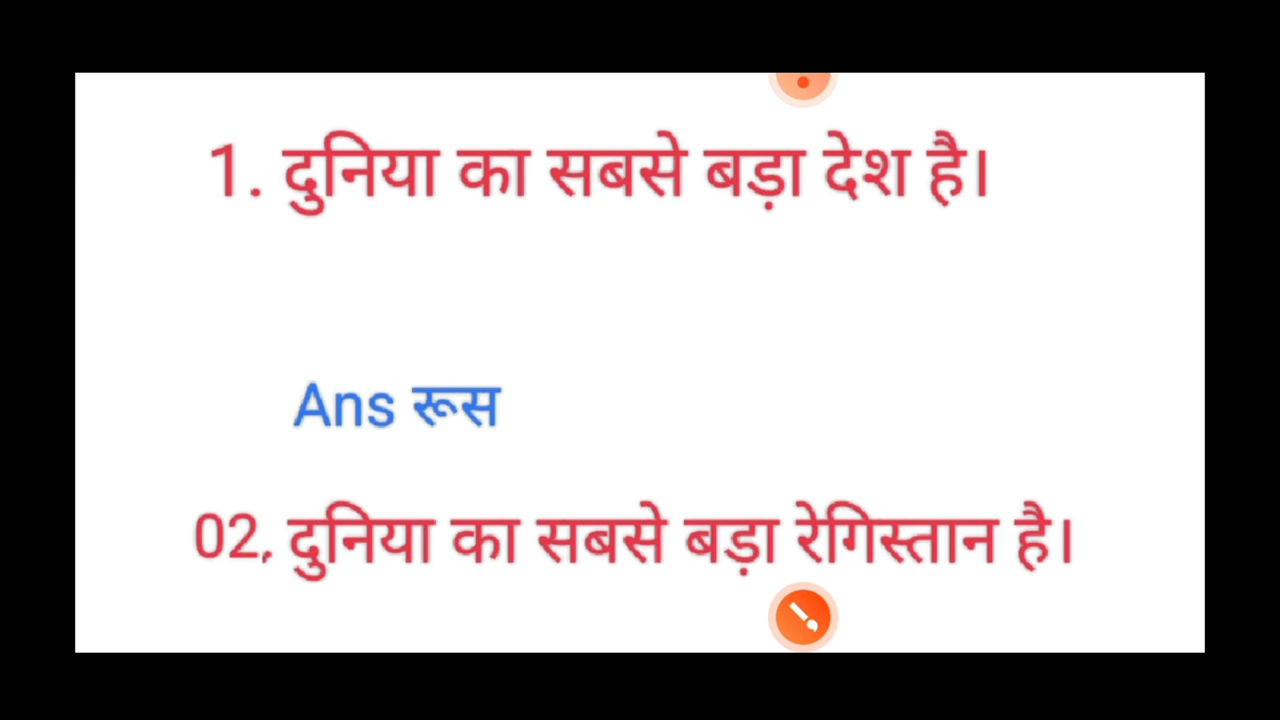 1. दुनिया का सबसे बड़ा देश है।
Ans रूस
02, दुनिया का सबसे बड़ा रेगिस्तान है।